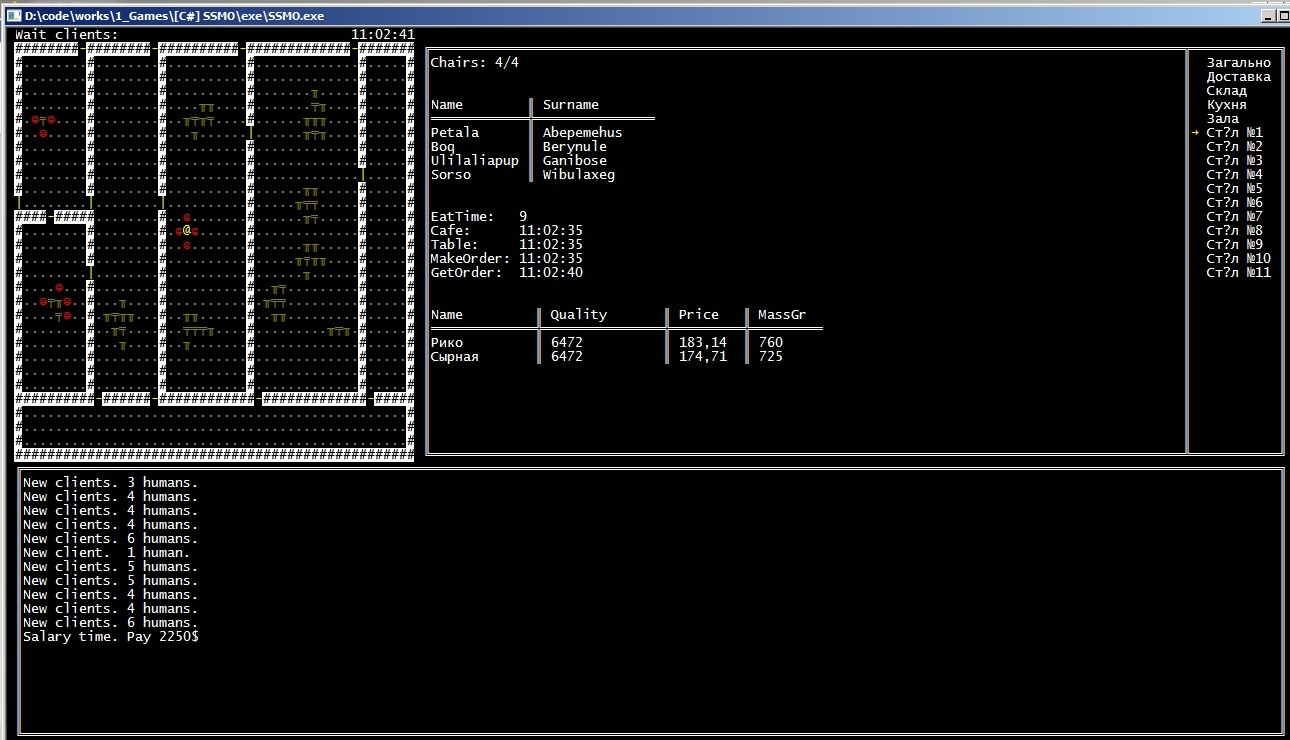 D:\code\works\1_Games\[C#] SSMO\exe\SSMO.exe
Wait clients: 11:02:41
Chairs: 4/4
Name Surname
Petala Abepemehus
Boq Berynule
Ulilaliapup Ganibose
Sorso Wibulaxeg
EatTime: 9
Cafe: 11:02:35
Table: 11:02:35
MakeOrder: 11:02:35
GetOrder: 11:02:40
Name Quality Price MassGr
Рико 6472 183,14 760
Сырная 6472 174,71 725
Загально
Доставка
Склад
Кухня
Зала
→ Ст?л №1
Ст?л №2
Ст?л №3
Ст?л №4
Ст?л №5
Ст?л №6
Ст?л №7
Ст?л №8
Ст?л №9
Ст?л №10
Ст?л №11
New clients. 3 humans.
New clients. 4 humans.
New clients. 4 humans.
New clients. 4 humans.
New clients. 6 humans.
New client. 1 human.
New clients. 5 humans.
New clients. 5 humans.
New clients. 4 humans.
New clients. 4 humans.
New clients. 6 humans.
Salary time. Pay 2250$